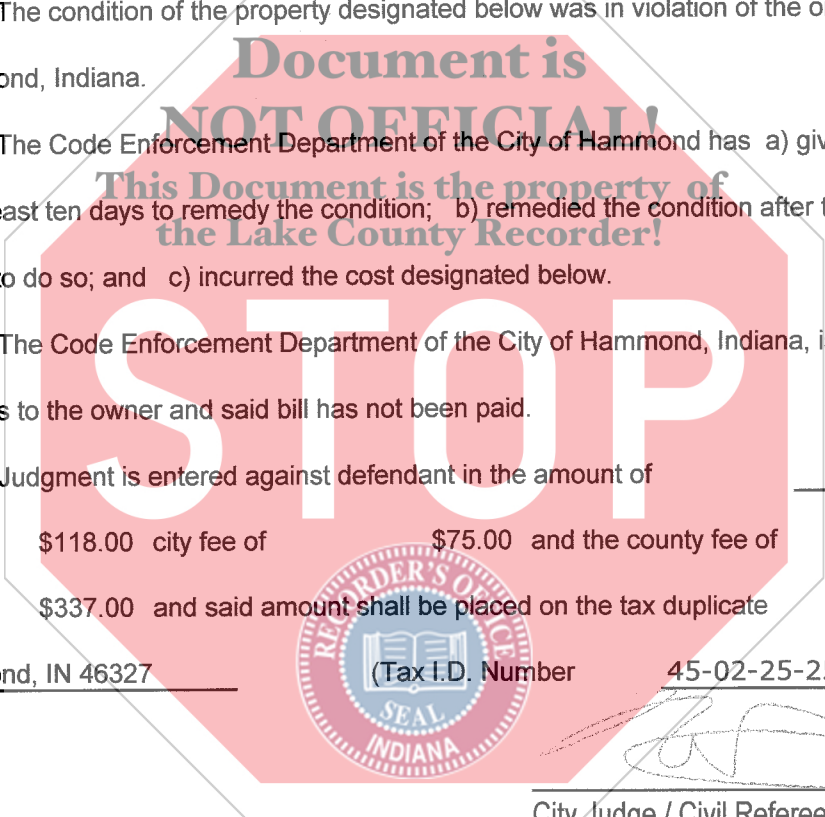 The condition of the property designated below was in violation of the o
Document is
ond, Indiana.
NOT OFFICIAL!
The Code Enforcement Department of the City of Hammond has a) giv
This Document is the property of
east ten days to remedy the condition; b) remedied the condition after t
the Lake County Recorder!
to do so; and c) incurred the cost designated below.
STOP
The Code Enforcement Department of the City of Hammond, Indiana, i
s to the owner and said bill has not been paid.
Judgment is entered against defendant in the amount of
$118.00 city fee of $75.00 and the county fee of
$337.00 and said amount shall be placed on the tax duplicate
RECORDER'S OFFICE
SEAL
INDIANA
nd, IN 46327 (Tax I.D. Number 45-02-25-2
City Judge / Civil Referee